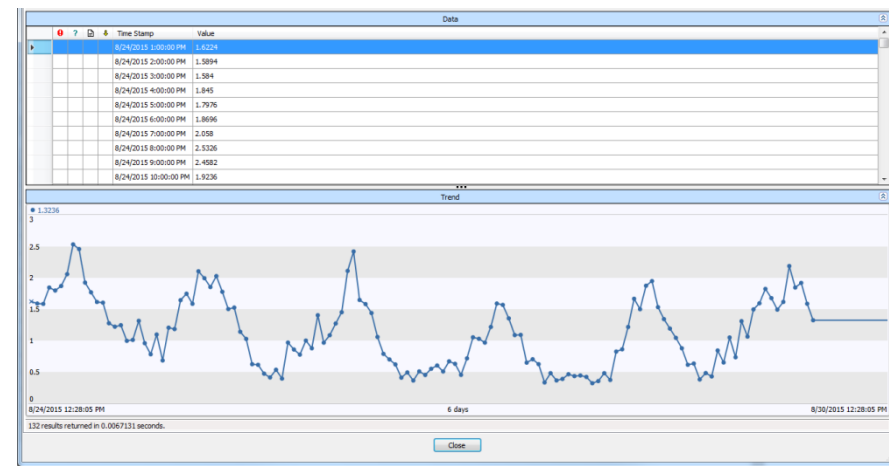 Data
Time Stamp Value
8/24/2015 1:00:00 PM 1.6224
8/24/2015 2:00:00 PM 1.5894
8/24/2015 3:00:00 PM 1.584
8/24/2015 4:00:00 PM 1.845
8/24/2015 5:00:00 PM 1.7976
8/24/2015 6:00:00 PM 1.8696
8/24/2015 7:00:00 PM 2.058
8/24/2015 8:00:00 PM 2.5326
8/24/2015 9:00:00 PM 2.4582
8/24/2015 10:00:00 PM 1.9236
Trend
1.3236
3
2.5
2
1.5
1
0.5
0
8/24/2015 12:28:05 PM 6 days 8/30/2015 12:28:05 PM
132 results returned in 0.0067131 seconds.
Close